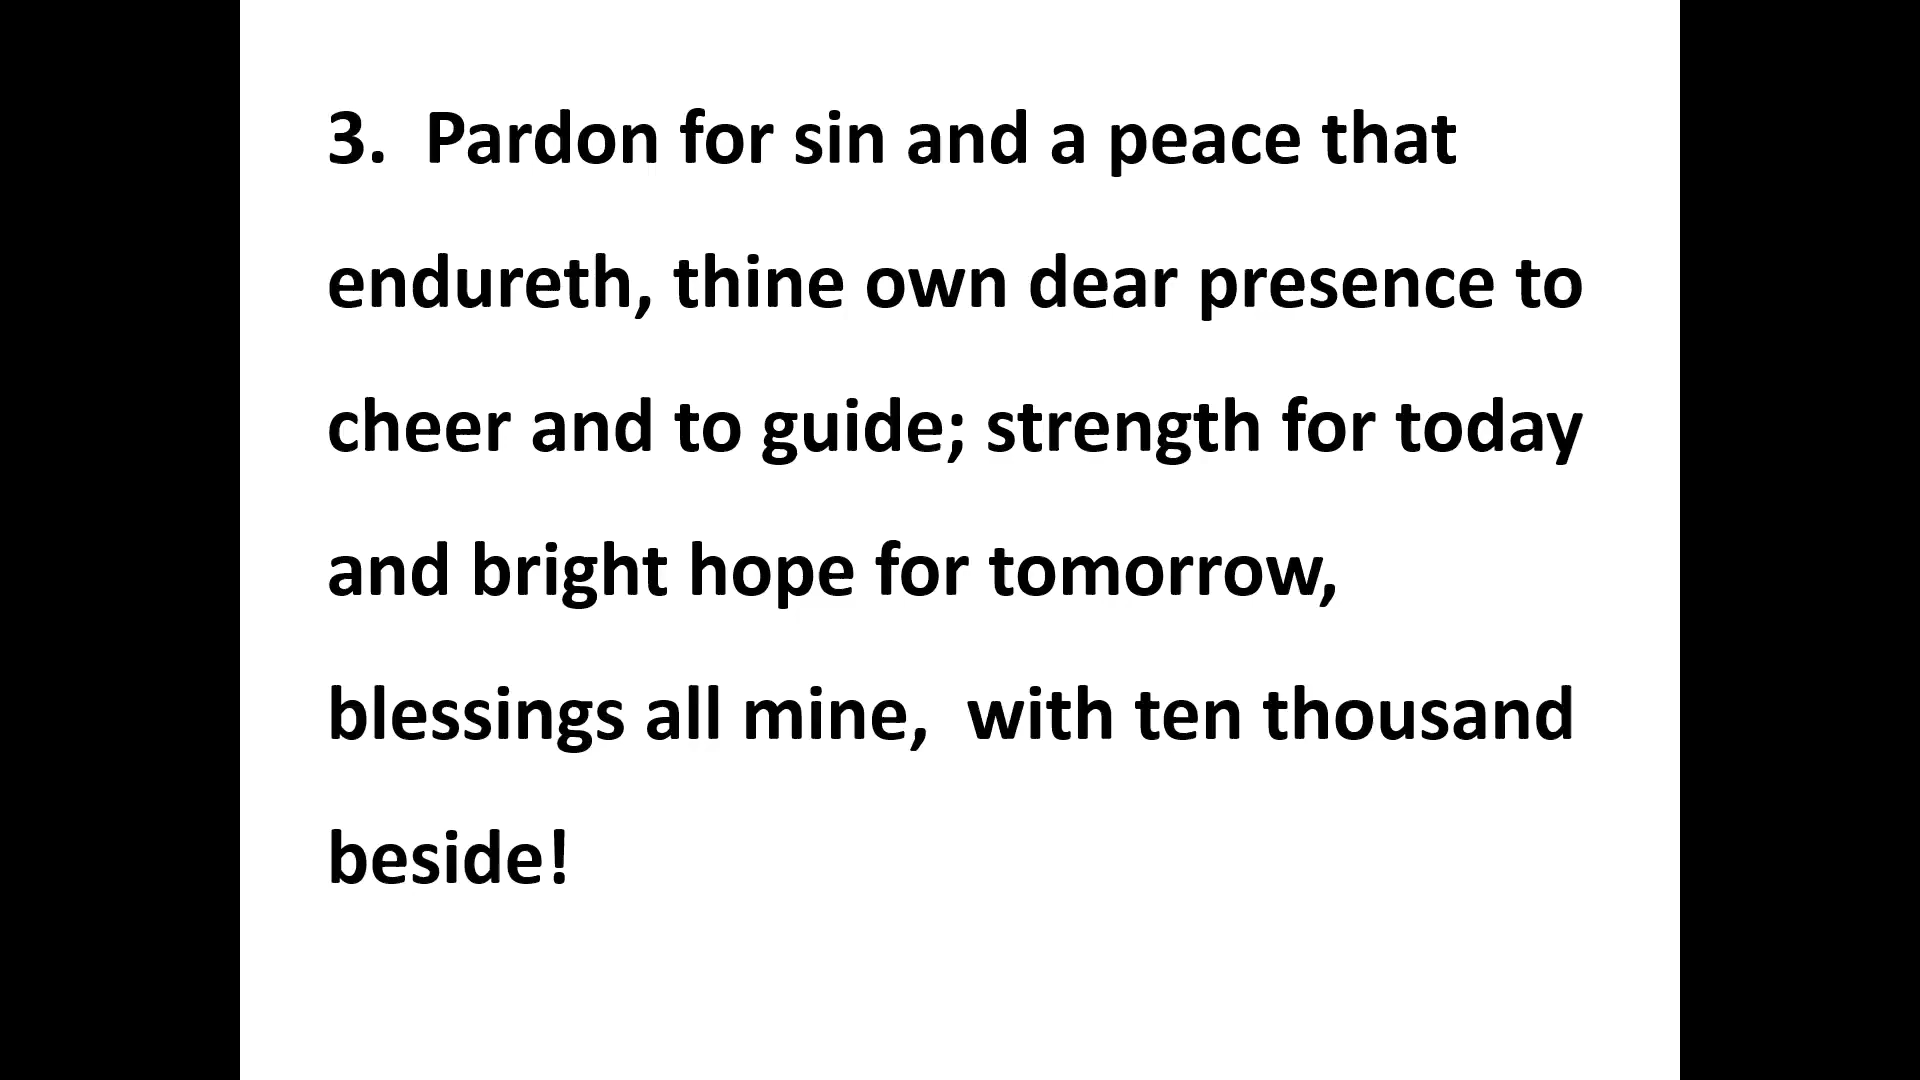 3.  Pardon for sin and a peace that
endureth, thine own dear presence to
cheer and to guide; strength for today
and bright hope for tomorrow,
blessings all mine,  with ten thousand
beside!